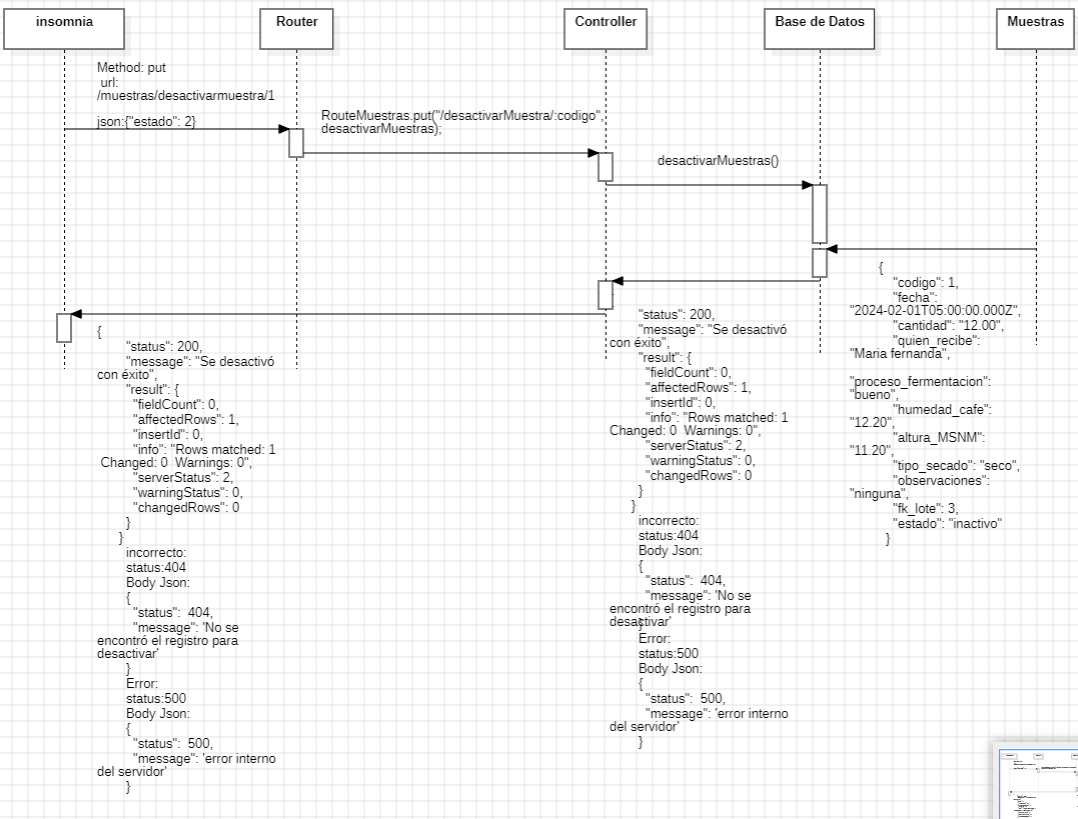 insomnia
Router
Controller
Base de Datos
Muestras
Method: put
url:
/muestras/desactivarmuestra/1
json:{"estado": 2}
RouteMuestras.put("/desactivarMuestra/:codigo",
desactivarMuestras);
desactivarMuestras()
{
"status": 200,
"message": "Se desactivó
con éxito",
"result": {
"fieldCount": 0,
"affectedRows": 1,
"insertId": 0,
"info": "Rows matched: 1
Changed: 0  Warnings: 0",
"serverStatus": 2,
"warningStatus": 0,
"changedRows": 0
}
}
incorrecto:
status:404
Body Json:
{
"status":  404,
"message": 'No se
encontró el registro para
desactivar'
}
Error:
status:500
Body Json:
{
"status":  500,
"message": 'error interno
del servidor'
}
"status": 200,
"message": "Se desactivó
con éxito",
"result": {
"fieldCount": 0,
"affectedRows": 1,
"insertId": 0,
"info": "Rows matched: 1
Changed: 0  Warnings: 0",
"serverStatus": 2,
"warningStatus": 0,
"changedRows": 0
}
}
incorrecto:
status:404
Body Json:
{
"status":  404,
"message": 'No se
encontró el registro para
desactivar'
}
Error:
status:500
Body Json:
{
"status":  500,
"message": 'error interno
del servidor'
}
{
"codigo": 1,
"fecha":
"2024-02-01T05:00:00.000Z",
"cantidad": "12.00",
"quien_recibe":
"Maria fernanda",
"proceso_fermentacion":
"bueno",
"humedad_cafe":
"12.20",
"altura_MSNM":
"11.20",
"tipo_secado": "seco",
"observaciones":
"ninguna",
"fk_lote": 3,
"estado": "inactivo"
}